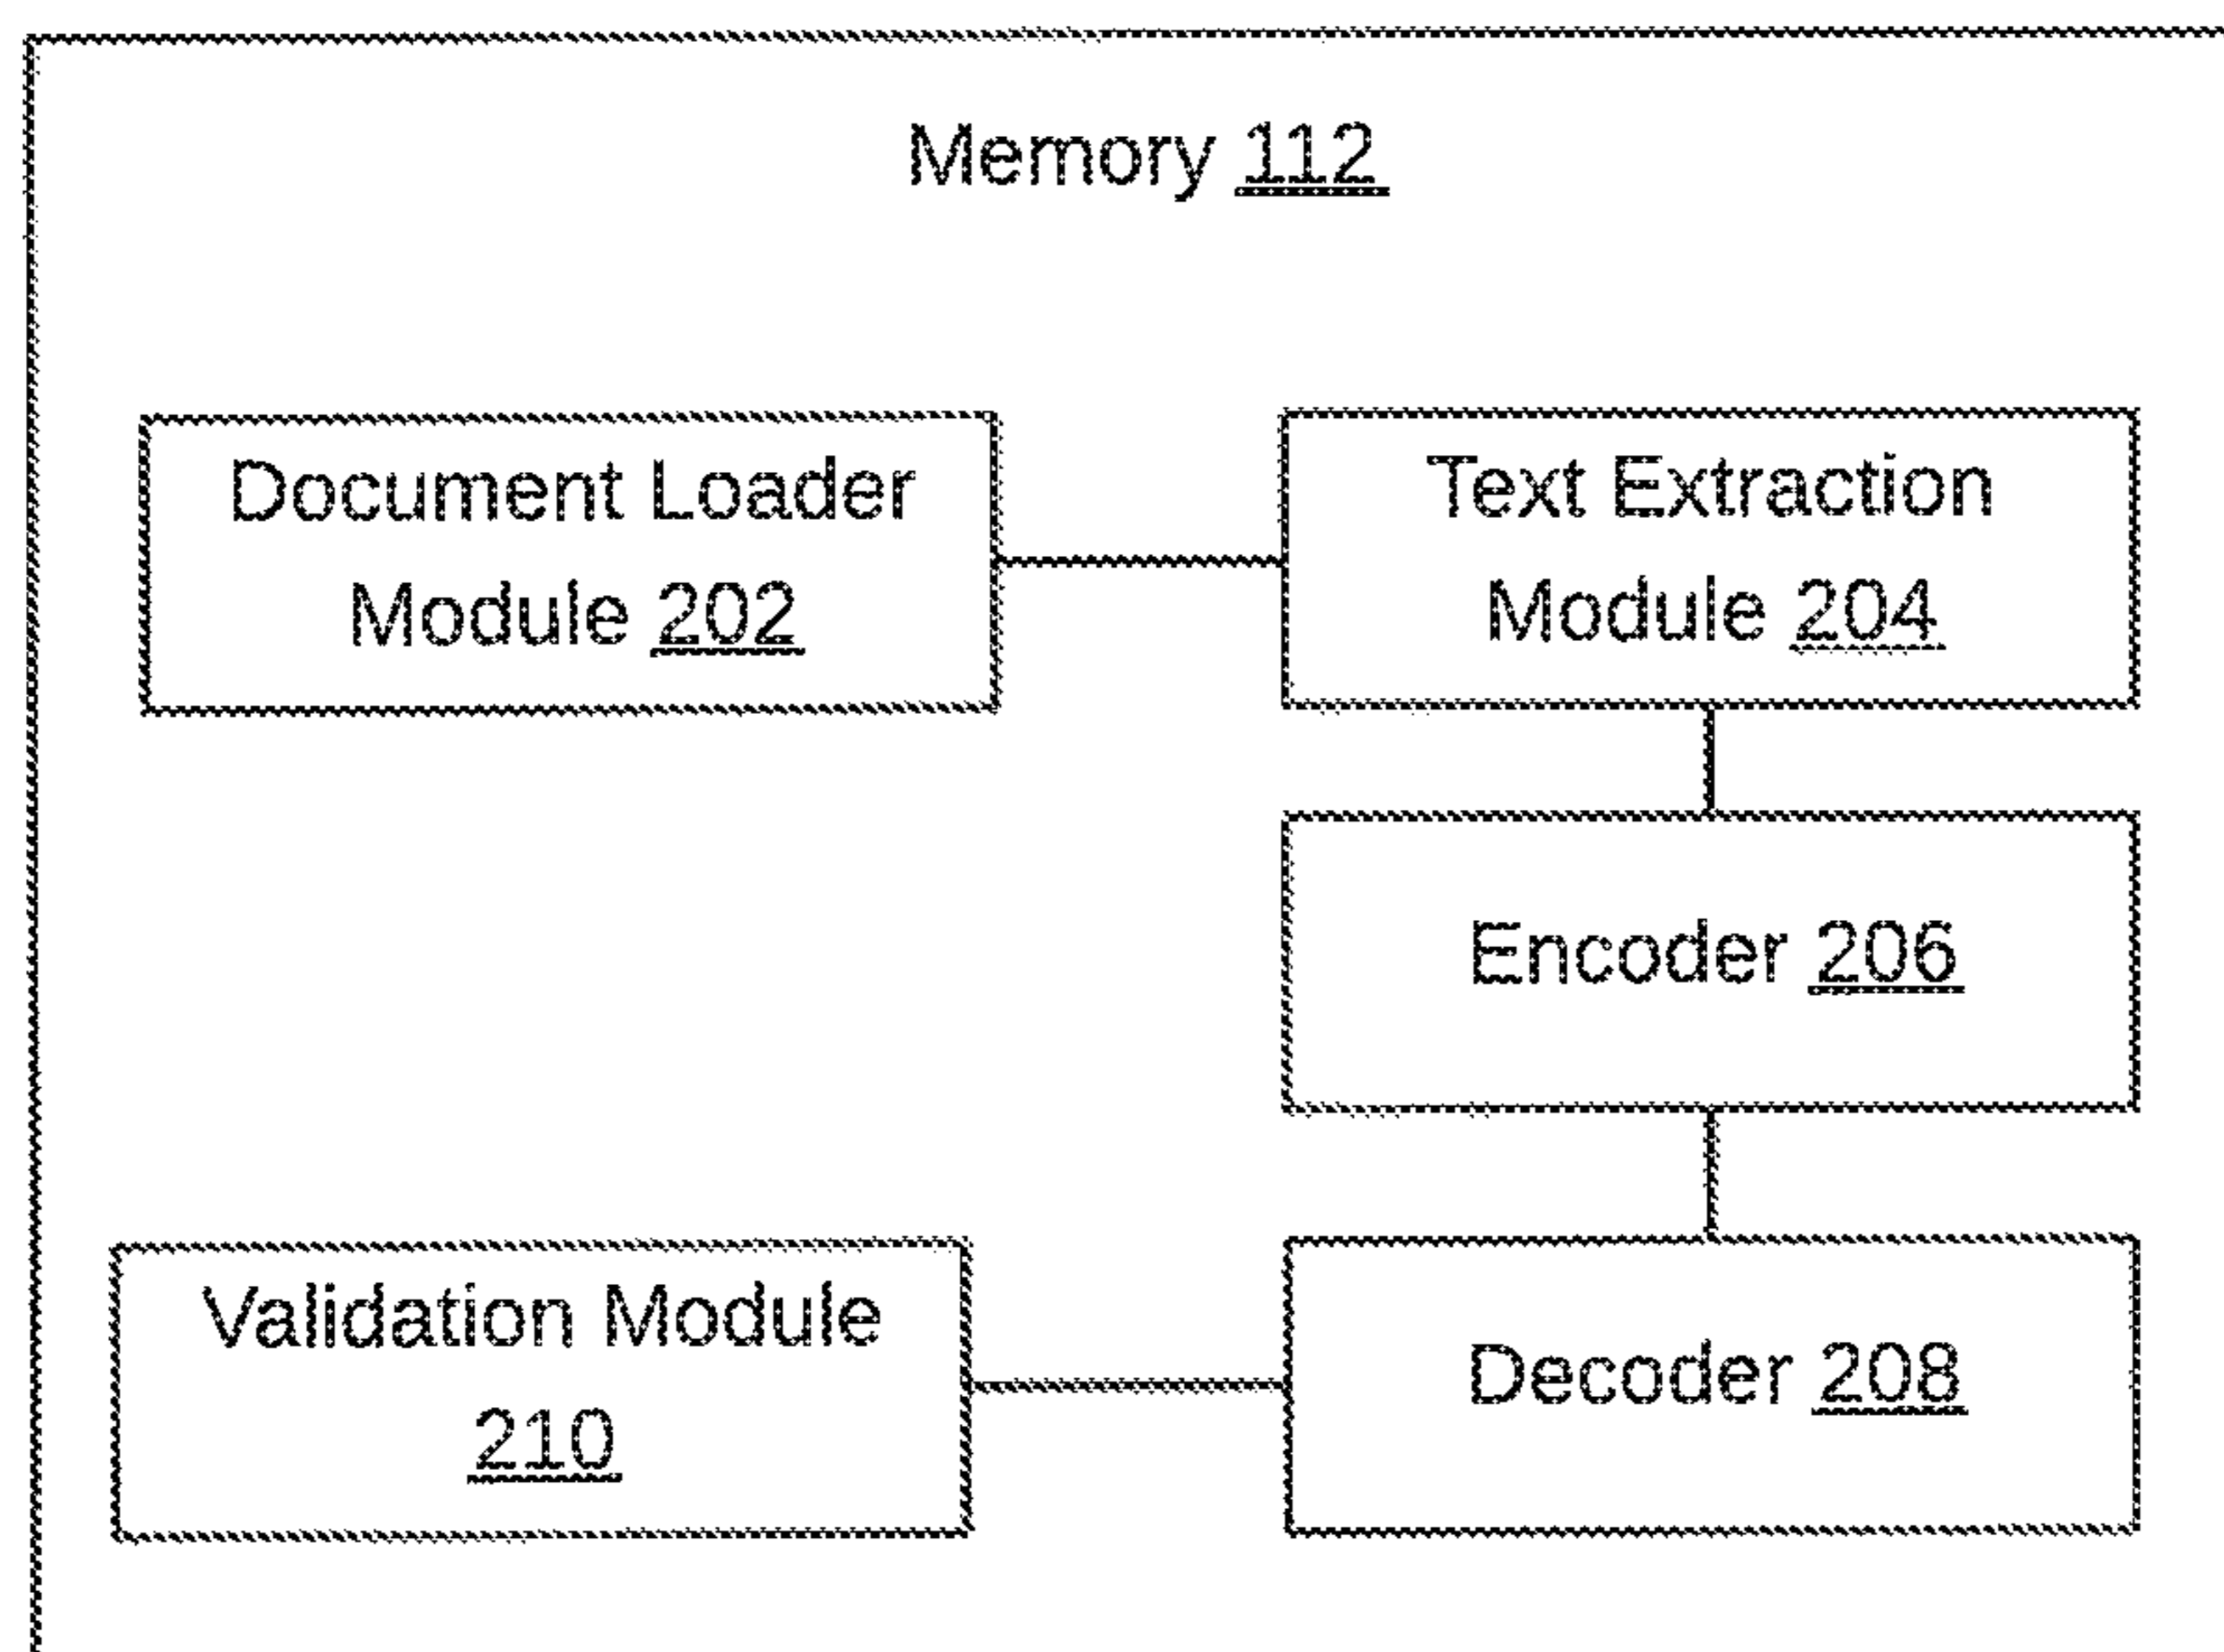 Memory 112
Document Loader
Module 202
Text Extraction
Module 204
Encoder 206
Validation Module
210
Decoder 208